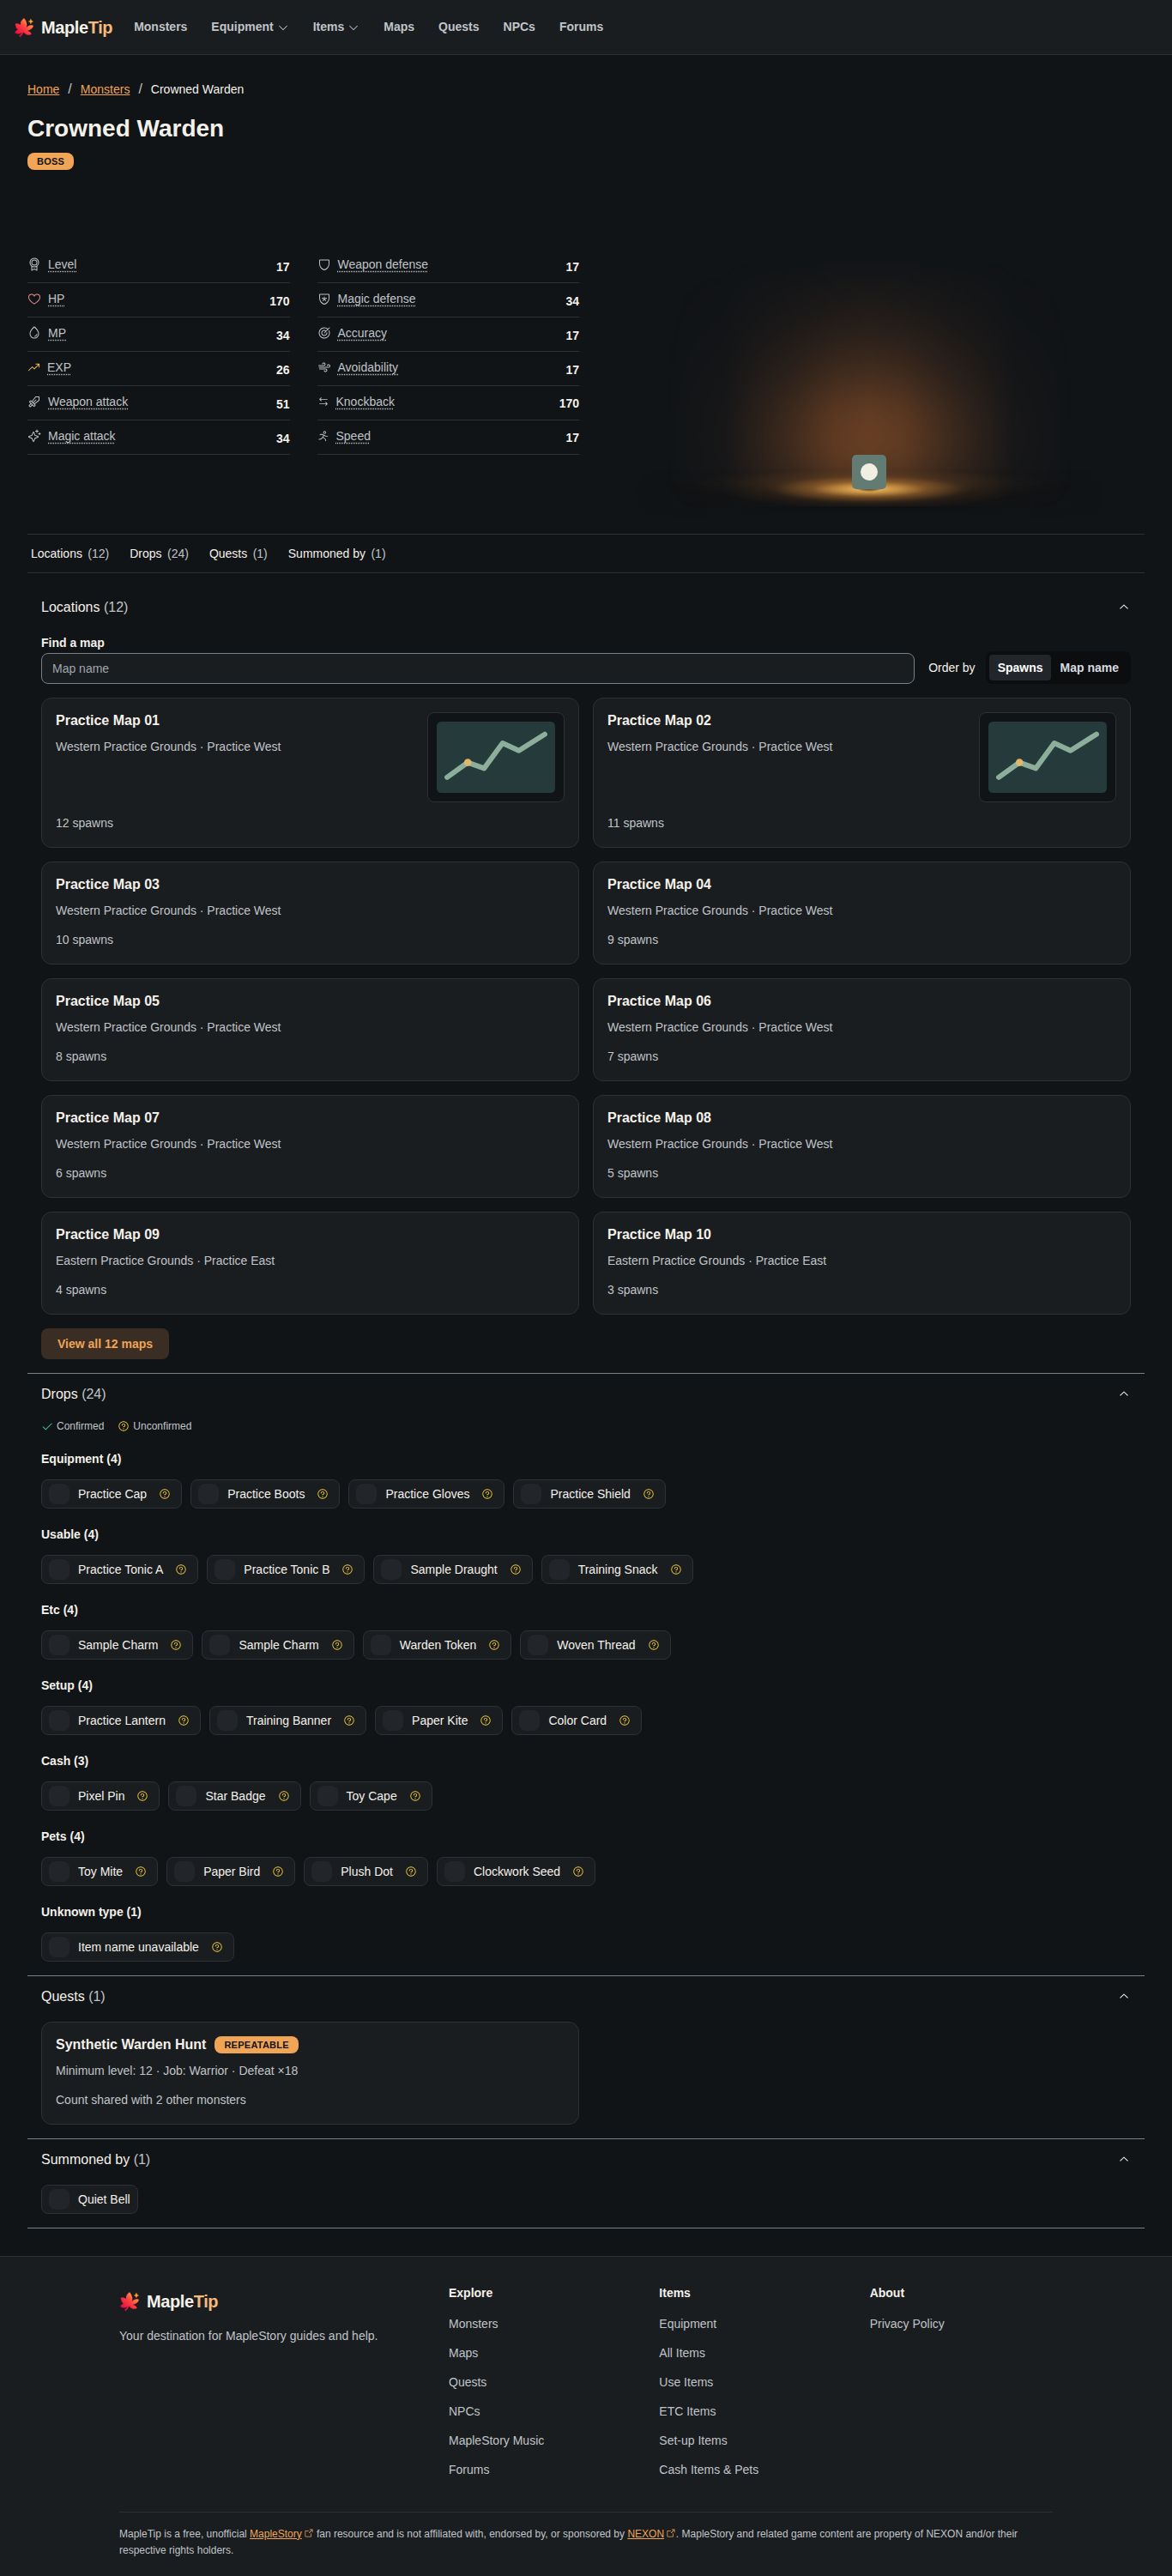 MapleTip Monsters Equipment Items Maps Quests NPCs Forums
Home / Monsters / Crowned Warden
Crowned Warden
BOSS
Level 17 Weapon defense 17
HP 170 Magic defense 34
MP 34 Accuracy 17
EXP 26 Avoidability 17
Weapon attack 51 Knockback 170
Magic attack 34 Speed 17
Locations (12) Drops (24) Quests (1) Summoned by (1)
Locations (12)
Find a map
Map name Order by Spawns Map name
Practice Map 01 Practice Map 02
Western Practice Grounds · Practice West Western Practice Grounds · Practice West
12 spawns 11 spawns
Practice Map 03 Practice Map 04
Western Practice Grounds · Practice West Western Practice Grounds · Practice West
10 spawns 9 spawns
Practice Map 05 Practice Map 06
Western Practice Grounds · Practice West Western Practice Grounds · Practice West
8 spawns 7 spawns
Practice Map 07 Practice Map 08
Western Practice Grounds · Practice West Western Practice Grounds · Practice West
6 spawns 5 spawns
Practice Map 09 Practice Map 10
Eastern Practice Grounds · Practice East Eastern Practice Grounds · Practice East
4 spawns 3 spawns
View all 12 maps
Drops (24)
Confirmed Unconfirmed
Equipment (4)
Practice Cap Practice Boots Practice Gloves Practice Shield
Usable (4)
Practice Tonic A Practice Tonic B Sample Draught Training Snack
Etc (4)
Sample Charm Sample Charm Warden Token Woven Thread
Setup (4)
Practice Lantern Training Banner Paper Kite Color Card
Cash (3)
Pixel Pin Star Badge Toy Cape
Pets (4)
Toy Mite Paper Bird Plush Dot Clockwork Seed
Unknown type (1)
Item name unavailable
Quests (1)
Synthetic Warden Hunt REPEATABLE
Minimum level: 12 · Job: Warrior · Defeat ×18
Count shared with 2 other monsters
Summoned by (1)
Quiet Bell
MapleTip
Your destination for MapleStory guides and help.
Explore
Monsters
Maps
Quests
NPCs
MapleStory Music
Forums
Items
Equipment
All Items
Use Items
ETC Items
Set-up Items
Cash Items & Pets
About
Privacy Policy
MapleTip is a free, unofficial MapleStory fan resource and is not affiliated with, endorsed by, or sponsored by NEXON. MapleStory and related game content are property of NEXON and/or their
respective rights holders.